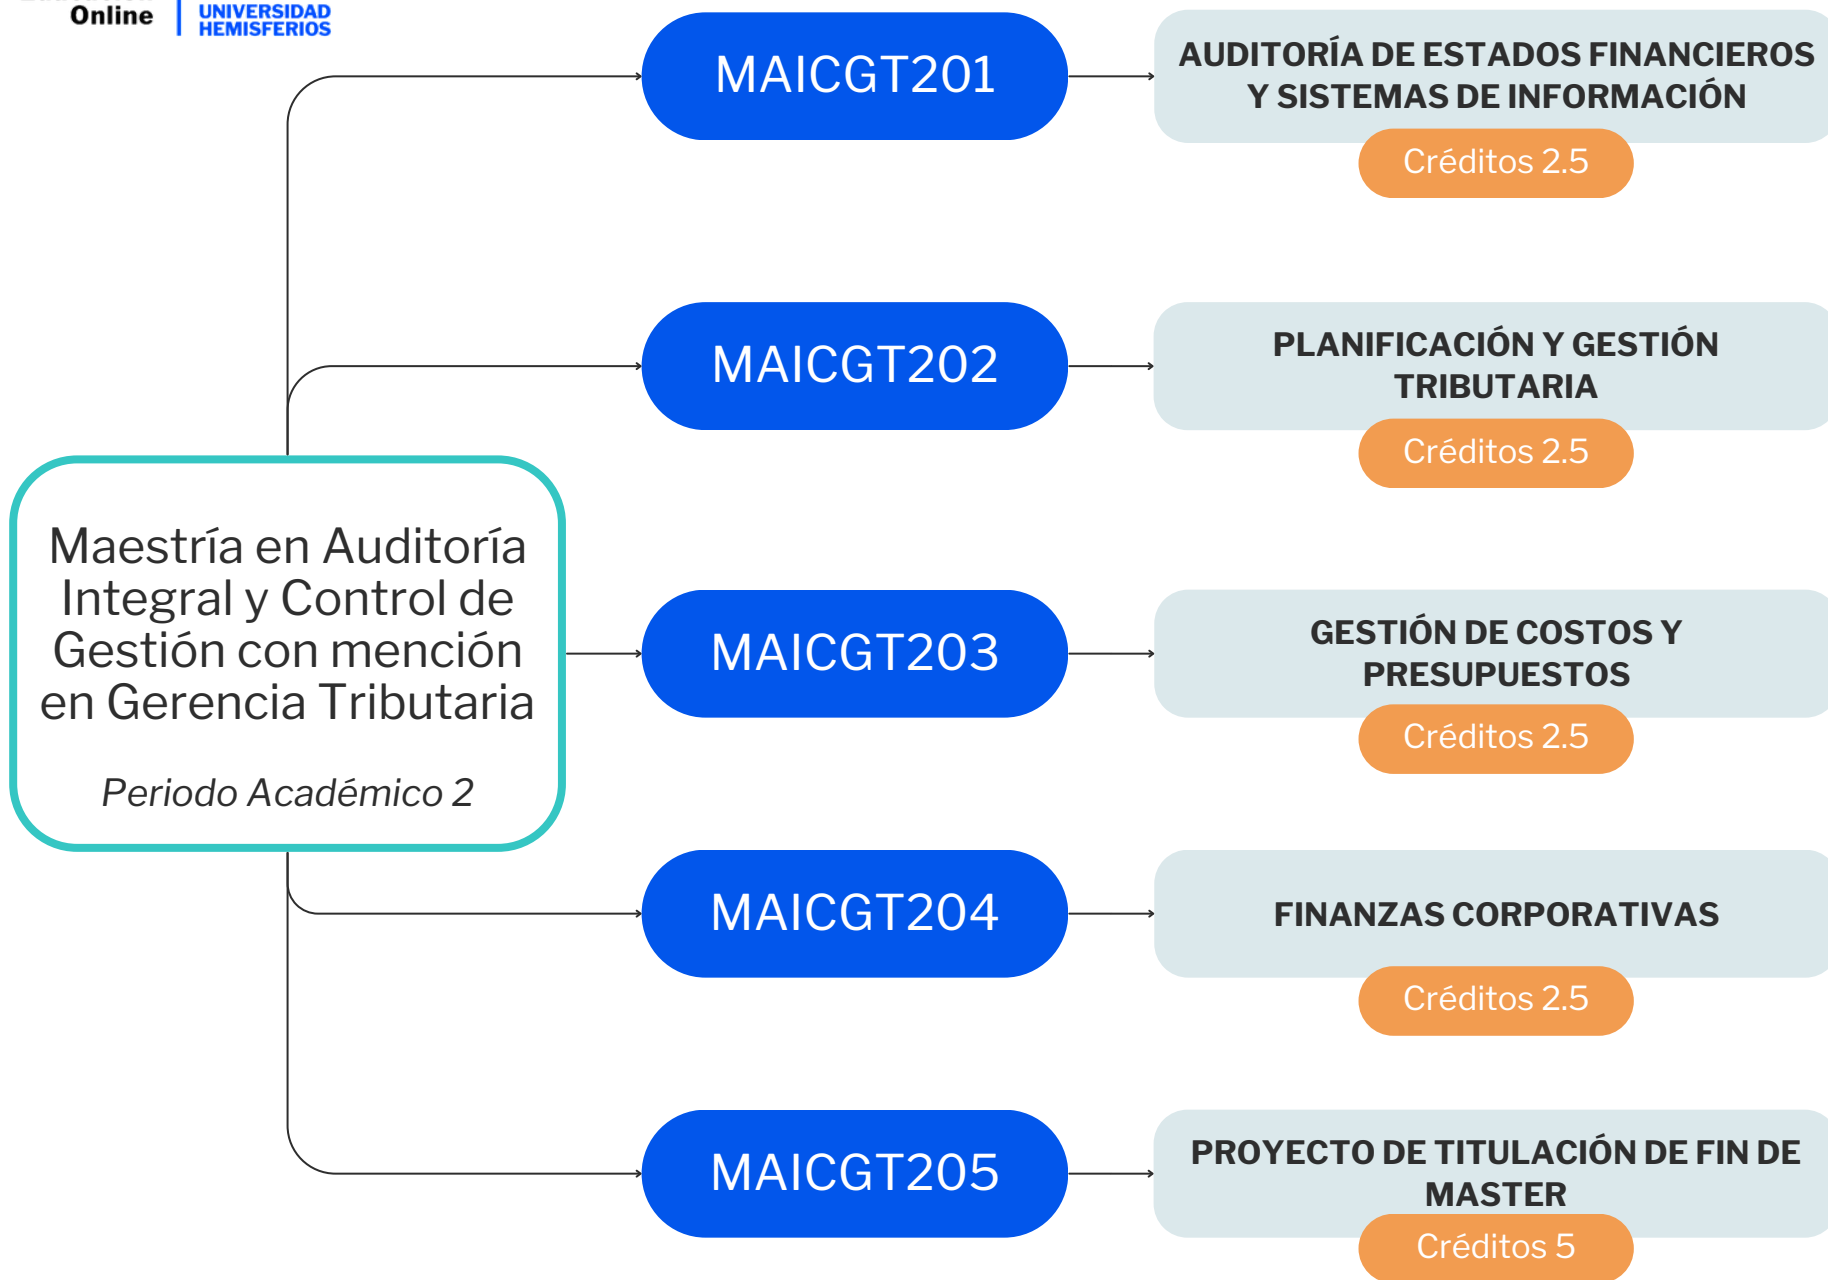 Online
UNIVERSIDAD
HEMISFERIOS
MAICGT201
AUDITORÍA DE ESTADOS FINANCIEROS
Y SISTEMAS DE INFORMACIÓN
Créditos 2.5
MAICGT202
PLANIFICACIÓN Y GESTIÓN
TRIBUTARIA
Créditos 2.5
Maestría en Auditoría
Integral y Control de
Gestión con mención
en Gerencia Tributaria
Periodo Académico 2
MAICGT203
GESTIÓN DE COSTOS Y
PRESUPUESTOS
Créditos 2.5
MAICGT204
FINANZAS CORPORATIVAS
Créditos 2.5
MAICGT205
PROYECTO DE TITULACIÓN DE FIN DE
MASTER
Créditos 5